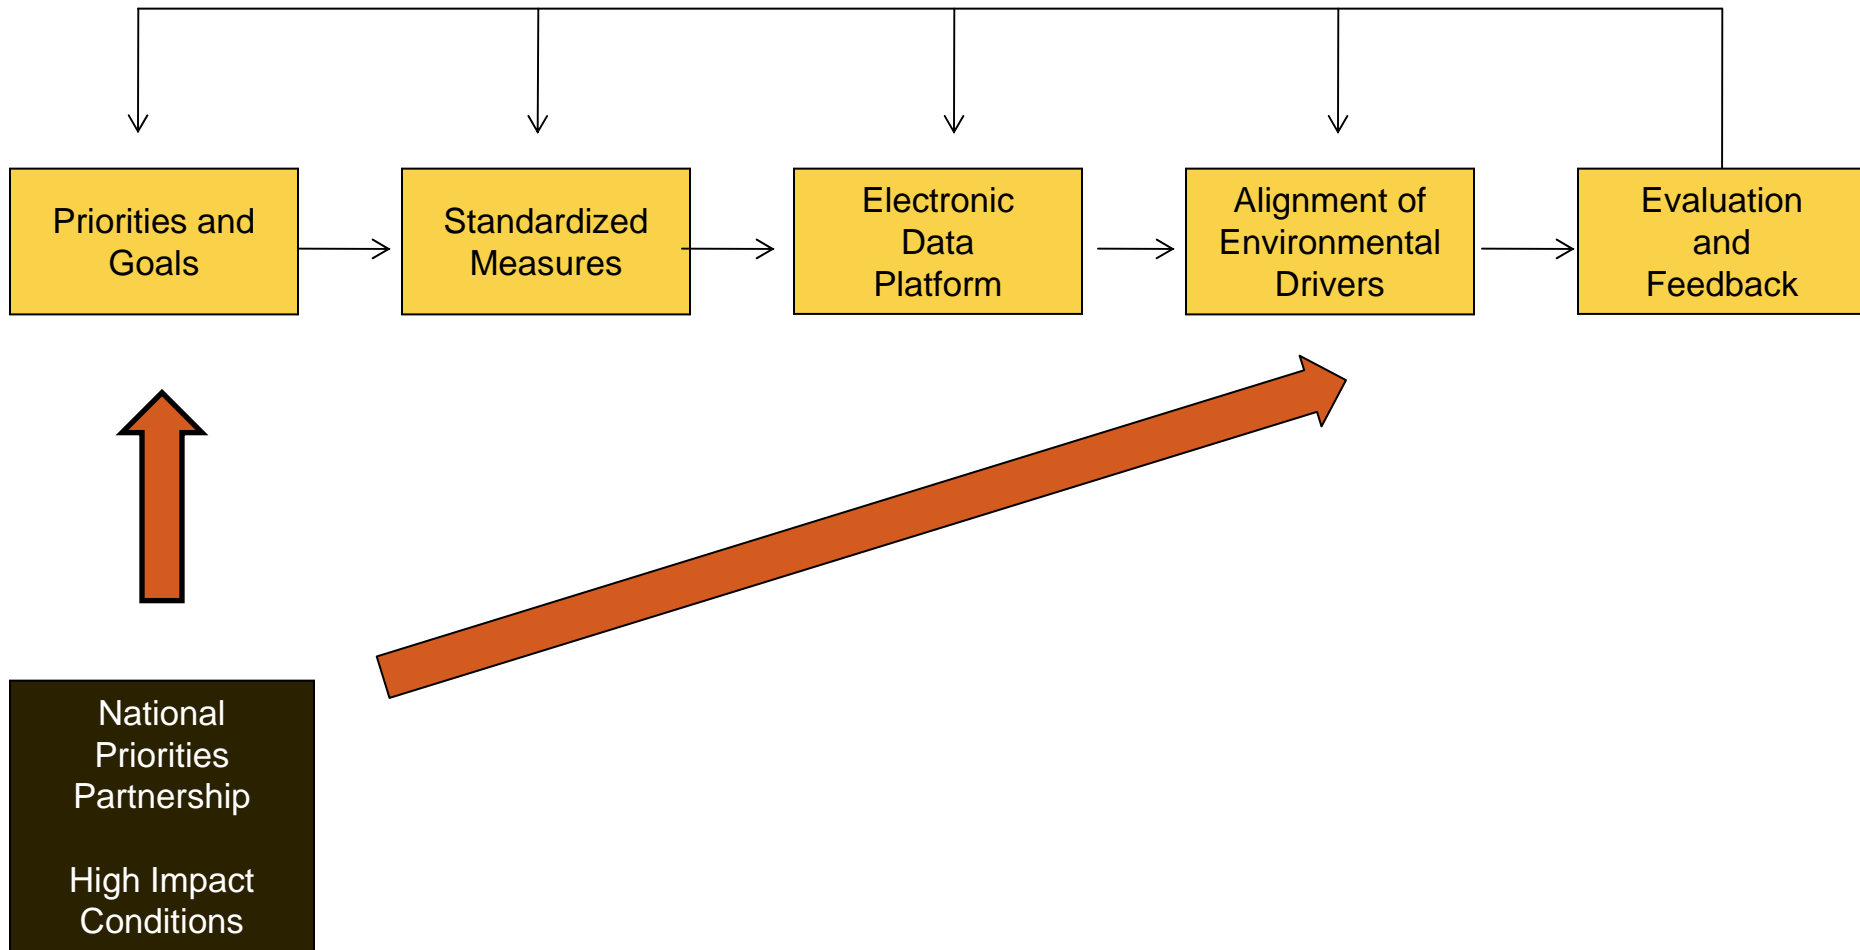 Priorities and
Goals
Standardized
Measures
Electronic
Data
Platform
Alignment of
Environmental
Drivers
Evaluation
and
Feedback
National
Priorities
Partnership
High Impact
Conditions